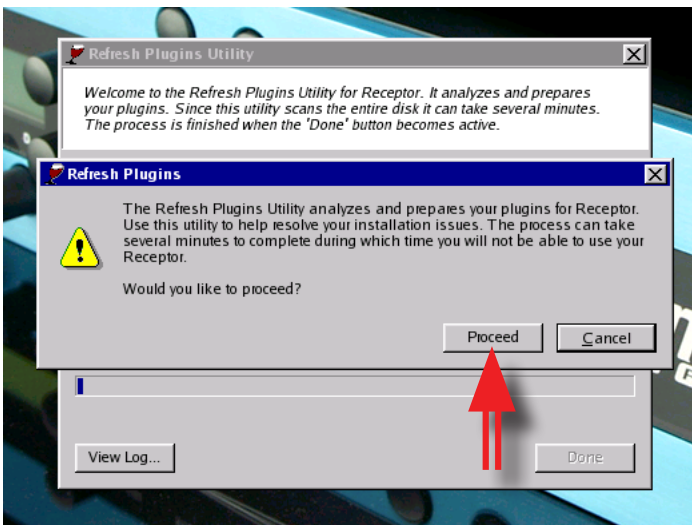 Refresh Plugins Utility
Welcome to the Refresh Plugins Utility for Receptor. It analyzes and prepares
your plugins. Since this utility scans the entire disk it can take several minutes.
The process is finished when the 'Done' button becomes active.
Refresh Plugins
The Refresh Plugins Utility analyzes and prepares your plugins for Receptor.
Use this utility to help resolve your installation issues. The process can take
several minutes to complete during which time you will not be able to use your
Receptor.
Would you like to proceed?
Proceed
Cancel
View Log...
Done